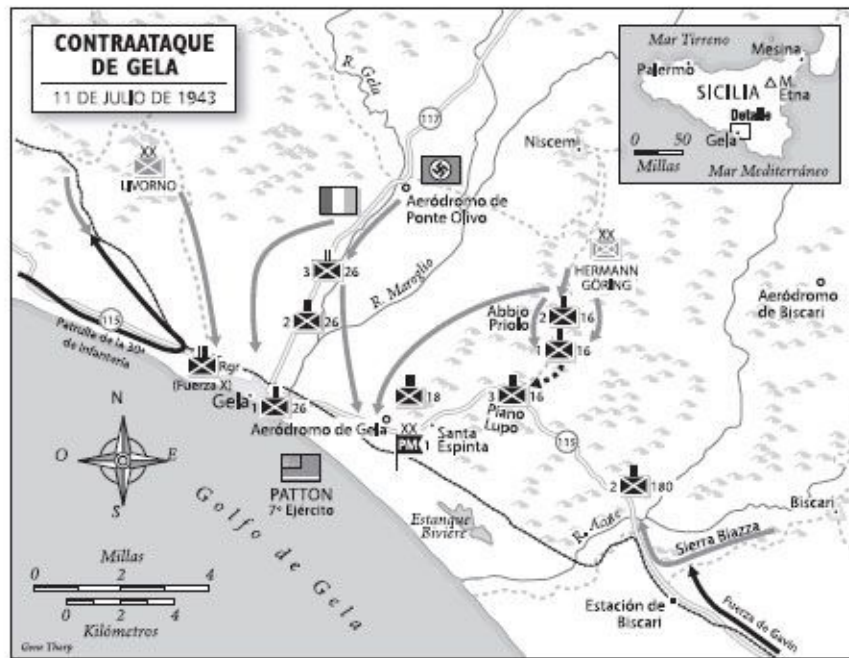 CONTRAATAQUE
DE GELA
11 DE JULIO DE 1943
Mar Tirreno
Mesina
Palermo
SICILIA
M.
Etna
Detalle
Gela
0 50
Millas
Mar Mediterráneo
R. Gela
117
Niscemi
XX
LIVORNO
Aeródromo de
Ponte Olivo
XX
HERMANN
GÖRING
3 26
R. Maroglio
Aeródromo
de Biscari
2 26
Abbio
Priolo
2 16
1 16
115
Patrulla de la 30ª
de Infantería
Rgr
(Fuerza X)
Gela
1 26
18
3 16
Piano
Lupo
Aeródromo de Gela
XX
PM 1
Santa
Espinta
115
N
O E
S
PATTON
7º Ejército
2 180
Biscari
Estanque
Biviere
Sierra Biazza
Golfo de Gela
Millas
0 2 4
0 2 4
Kilómetros
Estación de
Biscari
Fuerza de Gavin
Gene Thorp